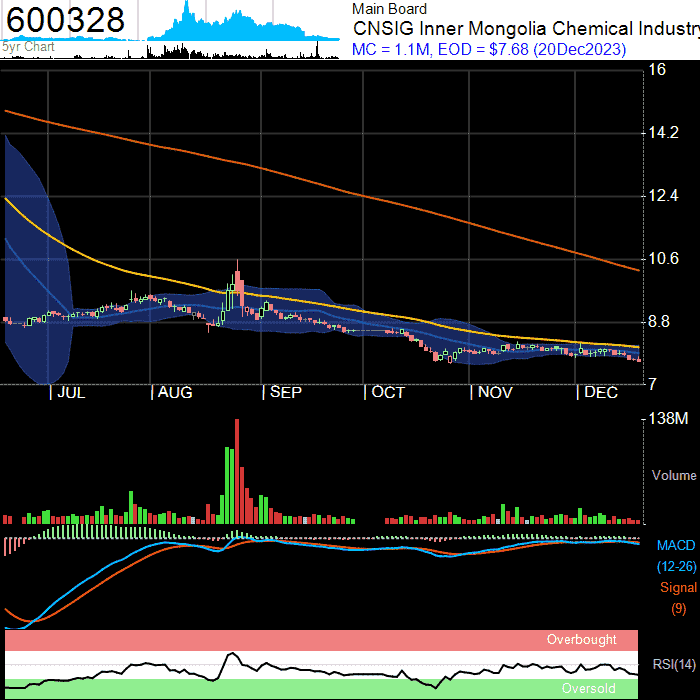 600328
5yr Chart
Main Board
CNSIG Inner Mongolia Chemical Industry
MC = 1.1M, EOD = $7.68 (20Dec2023)
16
14.2
12.4
10.6
8.8
7
JUL
AUG
SEP
OCT
NOV
DEC
138M
Volume
MACD
(12-26)
Signal
(9)
Overbought
RSI(14)
Oversold